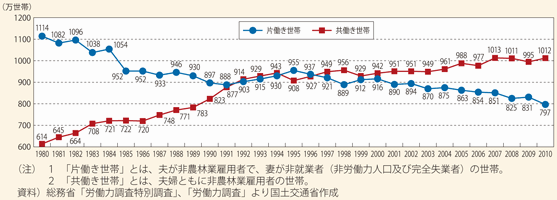 (万世帯)
1200
1100
1000
900
800
700
600
片働き世帯 共働き世帯
1114 1082 1096 1038 1054 952 952 933 946 930 897 888 903 915 930 955 937 921 889 912 916 890 894 870 875 863 854 851 825 831 797
614 645 664 708 721 722 720 748 771 783 823 877 914 929 943 908 927 949 956 929 942 951 951 949 961 988 977 1013 1011 995 1012
1980 1981 1982 1983 1984 1985 1986 1987 1988 1989 1990 1991 1992 1993 1994 1995 1996 1997 1998 1999 2000 2001 2002 2003 2004 2005 2006 2007 2008 2009 2010
(注) 1 「片働き世帯」とは、夫が非農林業雇用者で、妻が非就業者（非労働力人口及び完全失業者）の世帯。
2 「共働き世帯」とは、夫婦ともに非農林業雇用者の世帯。
資料）総務省「労働力調査特別調査」、「労働力調査」より国土交通省作成